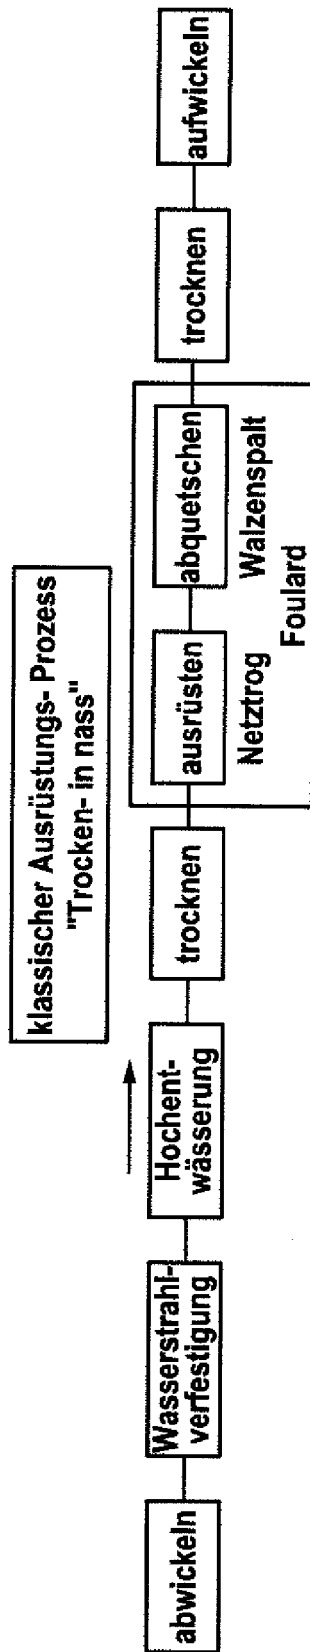 klassischer Ausrüstungs- Prozess
"Trocken- in nass"
abwickeln
Wasserstrahl-
verfestigung
Hochent-
wässerung
trocknen
ausrüsten
Netztrog
abquetschen
Walzenspalt
Foulard
trocknen
aufwickeln